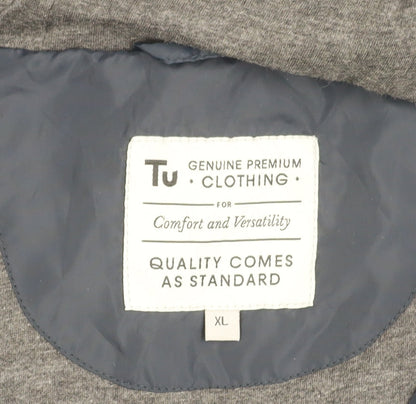 Tu GENUINE PREMIUM
· CLOTHING ·
FOR
Comfort and Versatility
QUALITY COMES
AS STANDARD
XL